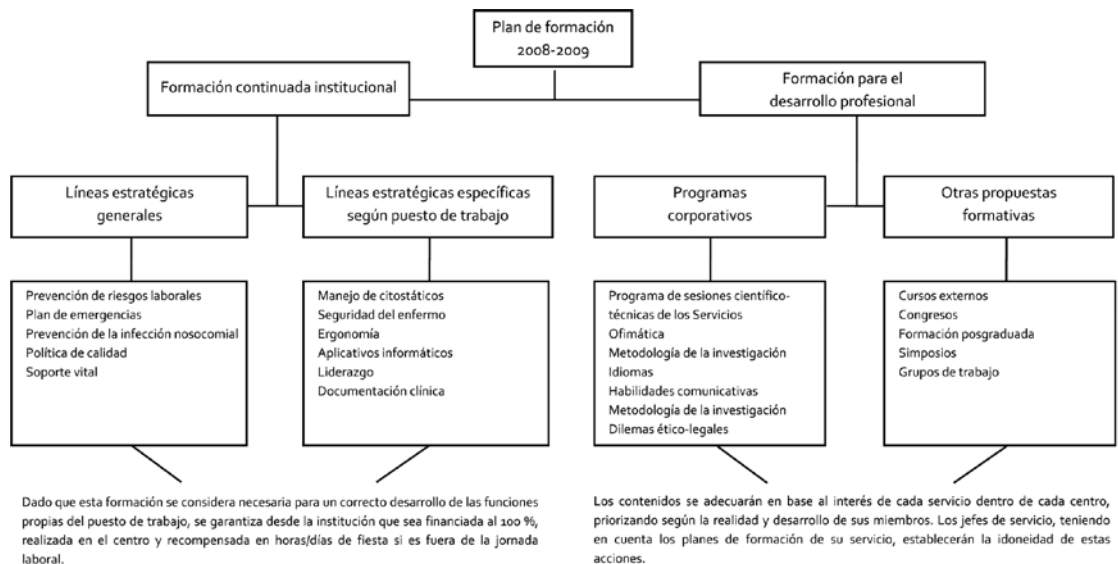 Plan de formación
2008-2009
Formación continuada institucional
Formación para el
desarrollo profesional
Líneas estratégicas
generales
Líneas estratégicas específicas
según puesto de trabajo
Programas
corporativos
Otras propuestas
formativas
Prevención de riesgos laborales
Plan de emergencias
Prevención de la infección nosocomial
Política de calidad
Soporte vital
Manejo de citostáticos
Seguridad del enfermo
Ergonomía
Aplicativos informáticos
Liderazgo
Documentación clínica
Programa de sesiones científico-
técnicas de los Servicios
Ofimática
Metodología de la investigación
Idiomas
Habilidades comunicativas
Metodología de la investigación
Dilemas ético-legales
Cursos externos
Congresos
Formación posgraduada
Simposios
Grupos de trabajo
Dado que esta formación se considera necesaria para un correcto desarrollo de las funciones
propias del puesto de trabajo, se garantiza desde la institución que sea financiada al 100 %,
realizada en el centro y recompensada en horas/días de fiesta si es fuera de la jornada
laboral.
Los contenidos se adecuarán en base al interés de cada servicio dentro de cada centro,
priorizando según la realidad y desarrollo de sus miembros. Los jefes de servicio, teniendo
en cuenta los planes de formación de su servicio, establecerán la idoneidad de estas
acciones.